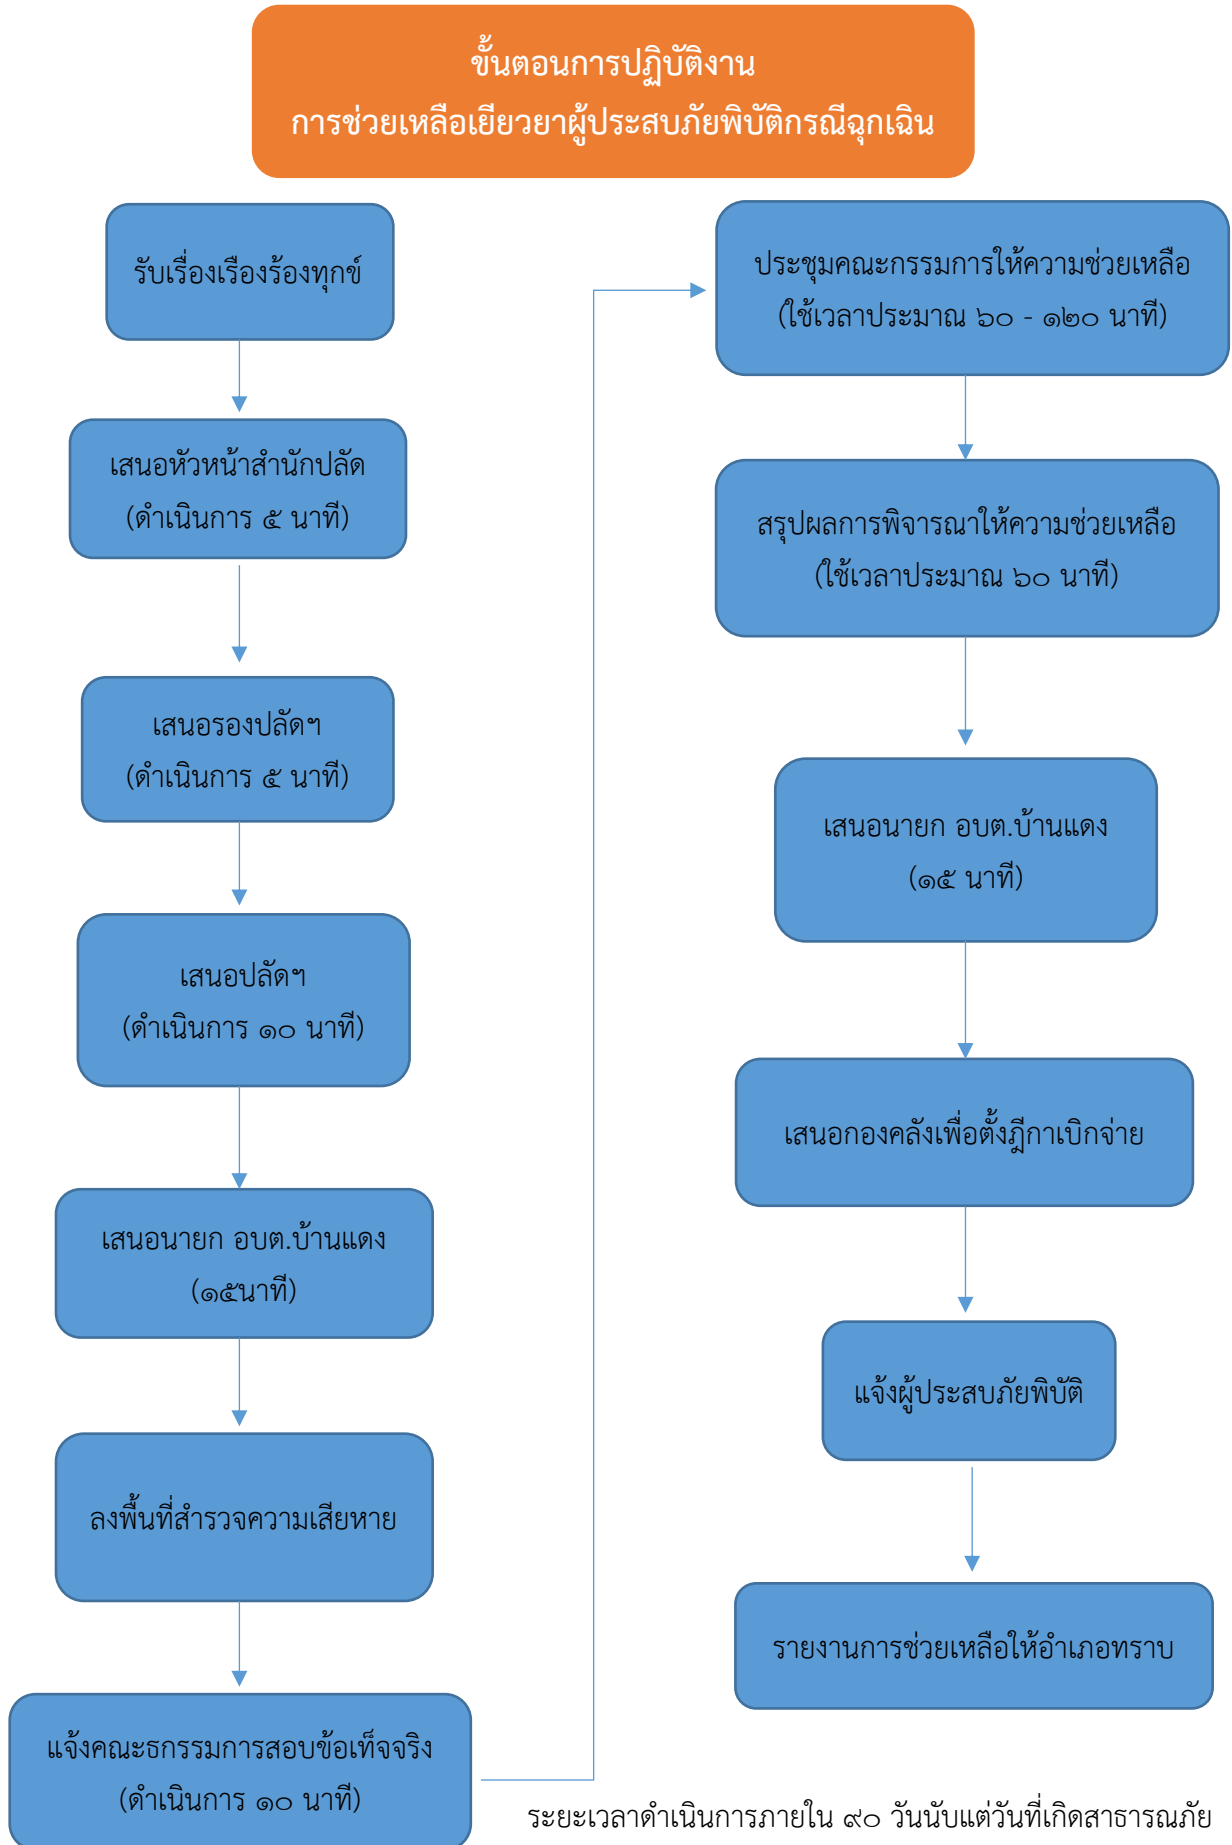 ขั้นตอนการปฏิบัติงาน
การช่วยเหลือเยียวยาผู้ประสบภัยพิบัติกรณีฉุกเฉิน
รับเรื่องเรืองร้องทุกข์
เสนอหัวหน้าสำนักปลัด
(ดำเนินการ ๕ นาที)
เสนอรองปลัดฯ
(ดำเนินการ ๕ นาที)
เสนอปลัดฯ
(ดำเนินการ ๑๐ นาที)
เสนอนายก อบต.บ้านแดง
(๑๕นาที)
ลงพื้นที่สำรวจความเสียหาย
แจ้งคณะธกรรมการสอบข้อเท็จจริง
(ดำเนินการ ๑๐ นาที)
ประชุมคณะกรรมการให้ความช่วยเหลือ
(ใช้เวลาประมาณ ๖๐ - ๑๒๐ นาที)
สรุปผลการพิจารณาให้ความช่วยเหลือ
(ใช้เวลาประมาณ ๖๐ นาที)
เสนอนายก อบต.บ้านแดง
(๑๕ นาที)
เสนอกองคลังเพื่อตั้งฎีกาเบิกจ่าย
แจ้งผู้ประสบภัยพิบัติ
รายงานการช่วยเหลือให้อำเภอทราบ
ระยะเวลาดำเนินการภายใน ๙๐ วันนับแต่วันที่เกิดสาธารณภัย